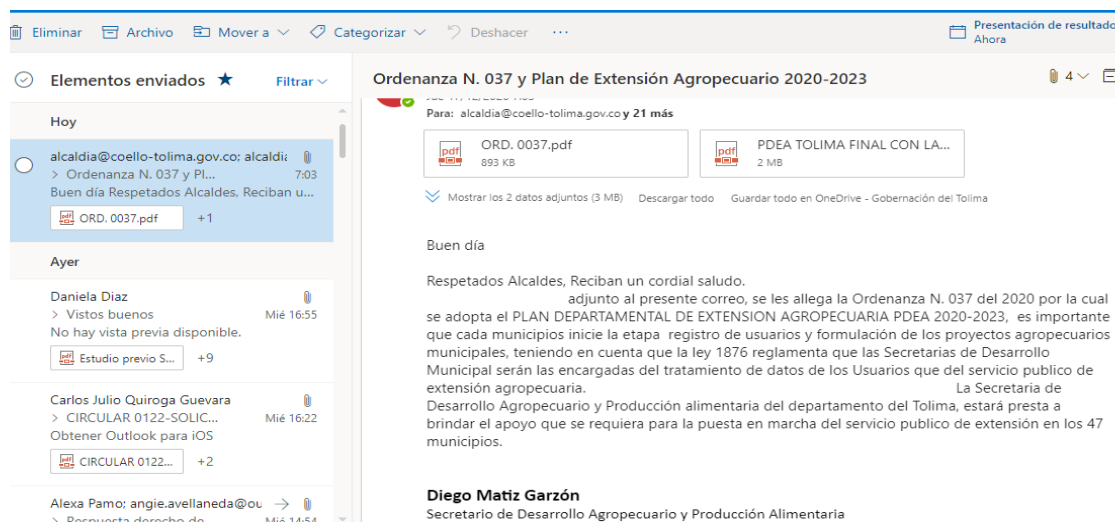 Eliminar Archivo Mover a Categorizar Deshacer ...
Presentación de resultado
Ahora
Elementos enviados ★ Filtrar
Hoy
alcaldia@coello-tolima.gov.co; alcaldi
> Ordenanza N. 037 y Pl... 7:03
Buen día Respetados Alcaldes, Reciban u...
ORD. 0037.pdf +1
Ayer
Daniela Diaz
> Vistos buenos Mié 16:55
No hay vista previa disponible.
Estudio previo S... +9
Carlos Julio Quiroga Guevara
> CIRCULAR 0122-SOLIC... Mié 16:22
Obtener Outlook para iOS
CIRCULAR 0122... +2
Alexa Pamo; angie.avellaneda@ou
> Respuesta derecho de Mié 14:54
Ordenanza N. 037 y Plan de Extensión Agropecuario 2020-2023 4
Para: alcaldia@coello-tolima.gov.co y 21 más
pdf ORD. 0037.pdf
893 KB
pdf PDEA TOLIMA FINAL CON LA...
2 MB
Mostrar los 2 datos adjuntos (3 MB) Descargar todo Guardar todo en OneDrive - Gobernación del Tolima
Buen día
Respetados Alcaldes, Reciban un cordial saludo.
adjunto al presente correo, se les allega la Ordenanza N. 037 del 2020 por la cual
se adopta el PLAN DEPARTAMENTAL DE EXTENSION AGROPECUARIA PDEA 2020-2023, es importante
que cada municipios inicie la etapa registro de usuarios y formulación de los proyectos agropecuarios
municipales, teniendo en cuenta que la ley 1876 reglamenta que las Secretarias de Desarrollo
Municipal serán las encargadas del tratamiento de datos de los Usuarios que del servicio publico de
extensión agropecuaria. La Secretaria de
Desarrollo Agropecuario y Producción alimentaria del departamento del Tolima, estará presta a
brindar el apoyo que se requiera para la puesta en marcha del servicio publico de extensión en los 47
municipios.
Diego Matiz Garzón
Secretario de Desarrollo Agropecuario y Producción Alimentaria